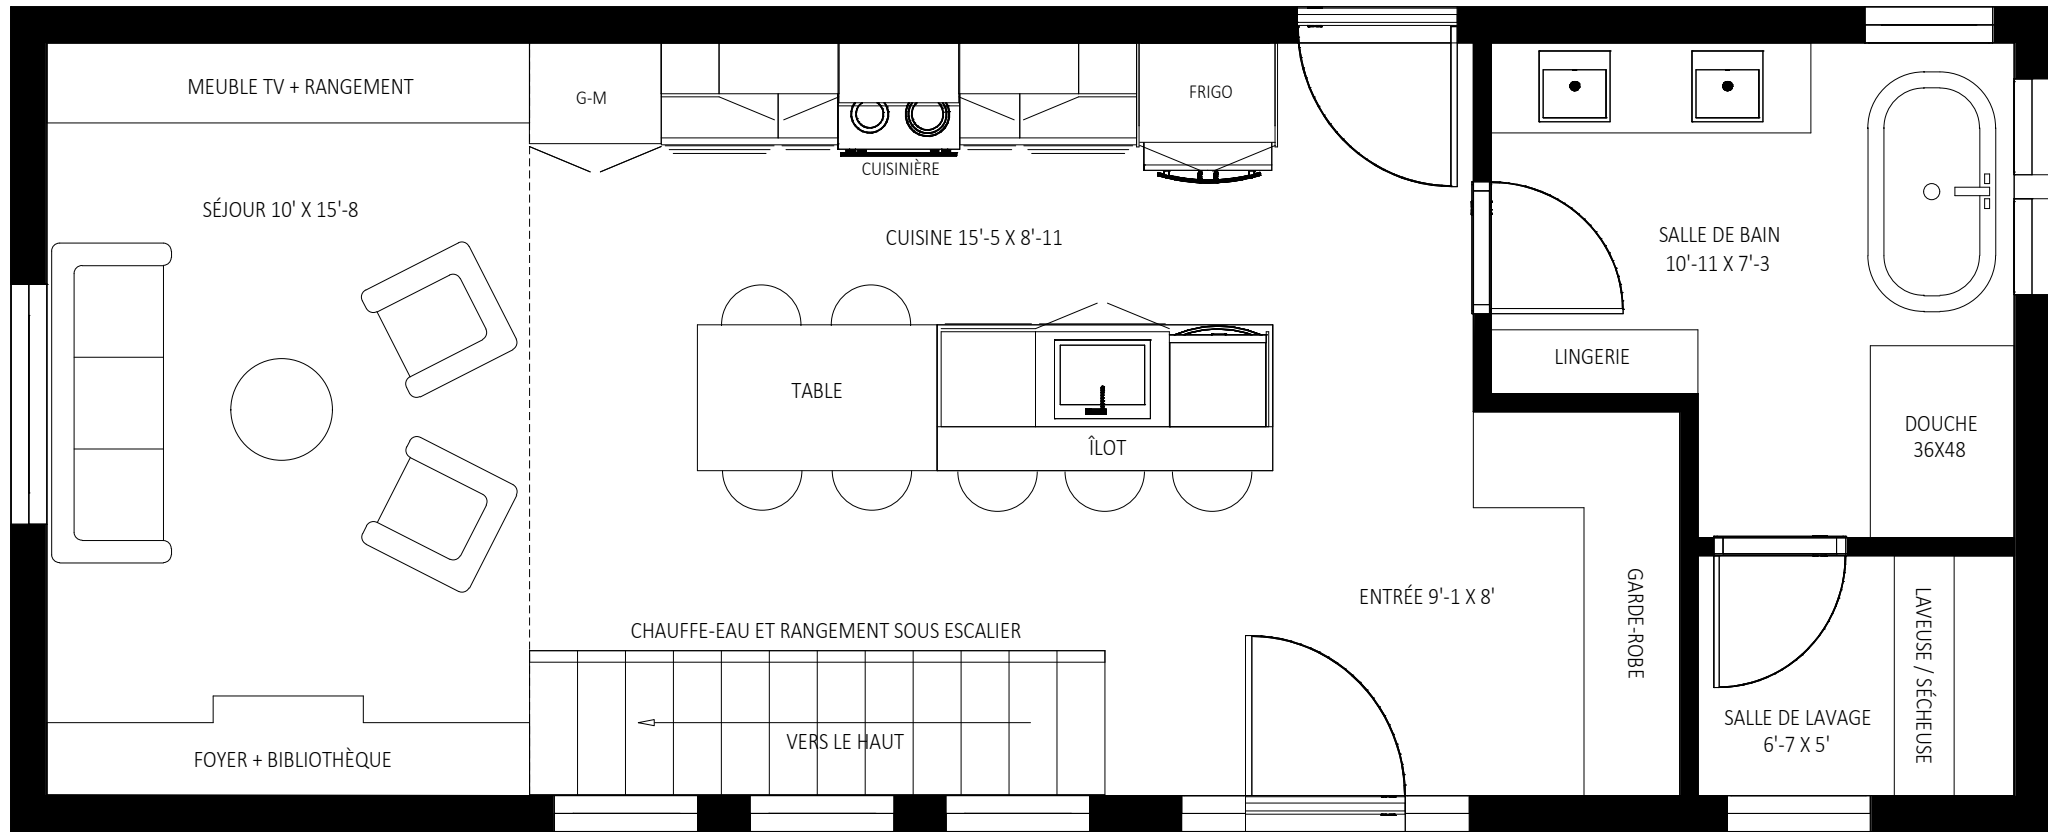 MEUBLE TV + RANGEMENT
G-M
FRIGO
CUISINIÈRE
SÉJOUR 10' X 15'-8
CUISINE 15'-5 X 8'-11
SALLE DE BAIN
10'-11 X 7'-3
LINGERIE
TABLE
ÎLOT
DOUCHE
36X48
ENTRÉE 9'-1 X 8'
GARDE-ROBE
LAVEUSE / SÉCHEUSE
CHAUFFE-EAU ET RANGEMENT SOUS ESCALIER
VERS LE HAUT
SALLE DE LAVAGE
6'-7 X 5'
FOYER + BIBLIOTHÈQUE